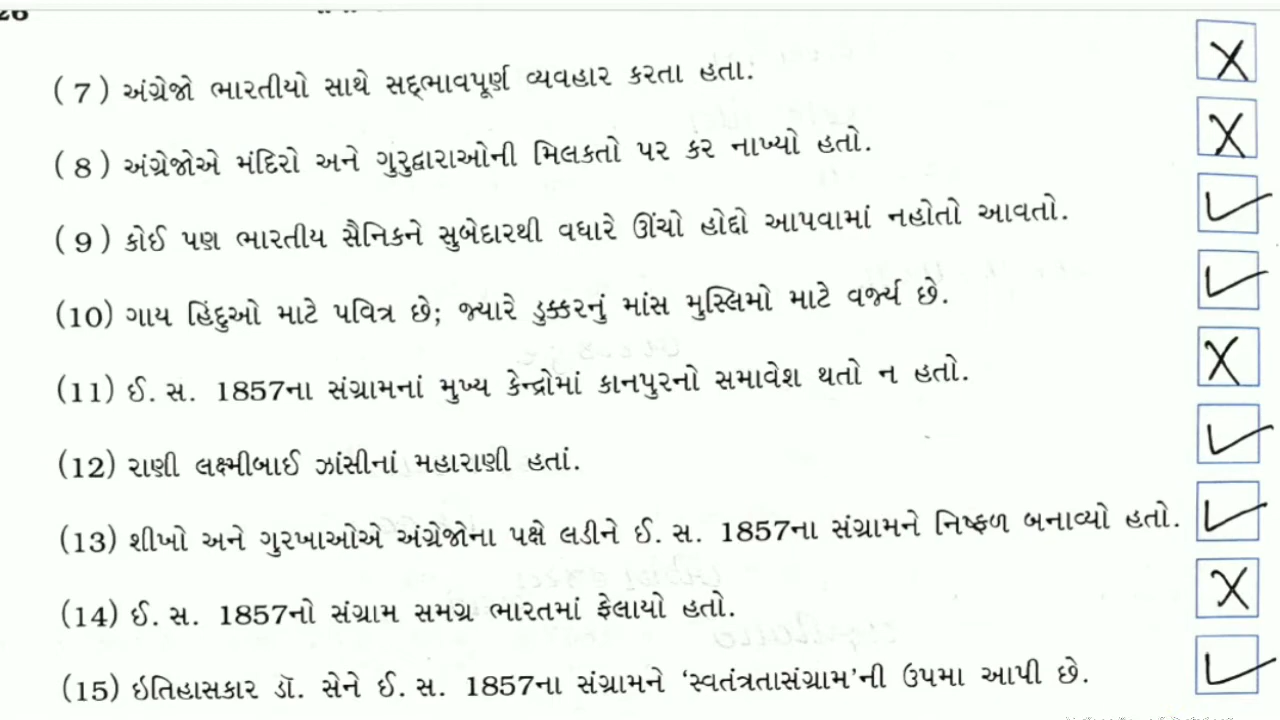 26
(7) અંગ્રેજો ભારતીયો સાથે સદ્ભાવપૂર્ણ વ્યવહાર કરતા હતા. X
(8) અંગ્રેજોએ મંદિરો અને ગુરુદ્વારાઓની મિલકતો પર કર નાખ્યો હતો. X
(9) કોઈ પણ ભારતીય સૈનિકને સુબેદારથી વધારે ઊંચો હોદ્દો આપવામાં નહોતો આવતો. ✓
(10) ગાય હિંદુઓ માટે પવિત્ર છે; જ્યારે ડુક્કરનું માંસ મુસ્લિમો માટે વર્જ્ય છે. ✓
(11) ઈ. સ. 1857ના સંગ્રામનાં મુખ્ય કેન્દ્રોમાં કાનપુરનો સમાવેશ થતો ન હતો. X
(12) રાણી લક્ષ્મીબાઈ ઝાંસીનાં મહારાણી હતાં. ✓
(13) શીખો અને ગુરખાઓએ અંગ્રેજોના પક્ષે લડીને ઈ. સ. 1857ના સંગ્રામને નિષ્ફળ બનાવ્યો હતો. ✓
(14) ઈ. સ. 1857નો સંગ્રામ સમગ્ર ભારતમાં ફેલાયો હતો. X
(15) ઇતિહાસકાર ડૉ. સેને ઈ. સ. 1857ના સંગ્રામને ‘સ્વતંત્રતાસંગ્રામ’ની ઉપમા આપી છે. ✓